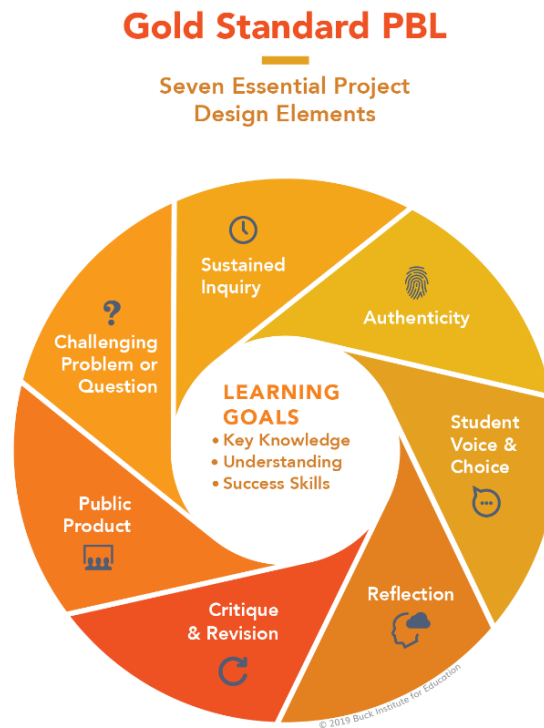 Gold Standard PBL
Seven Essential Project
Design Elements
Sustained
Inquiry
Authenticity
?
Challenging
Problem or
Question
LEARNING
GOALS
• Key Knowledge
• Understanding
• Success Skills
Student
Voice &
Choice
Public
Product
Reflection
Critique
& Revision
© 2019 Buck Institute for Education